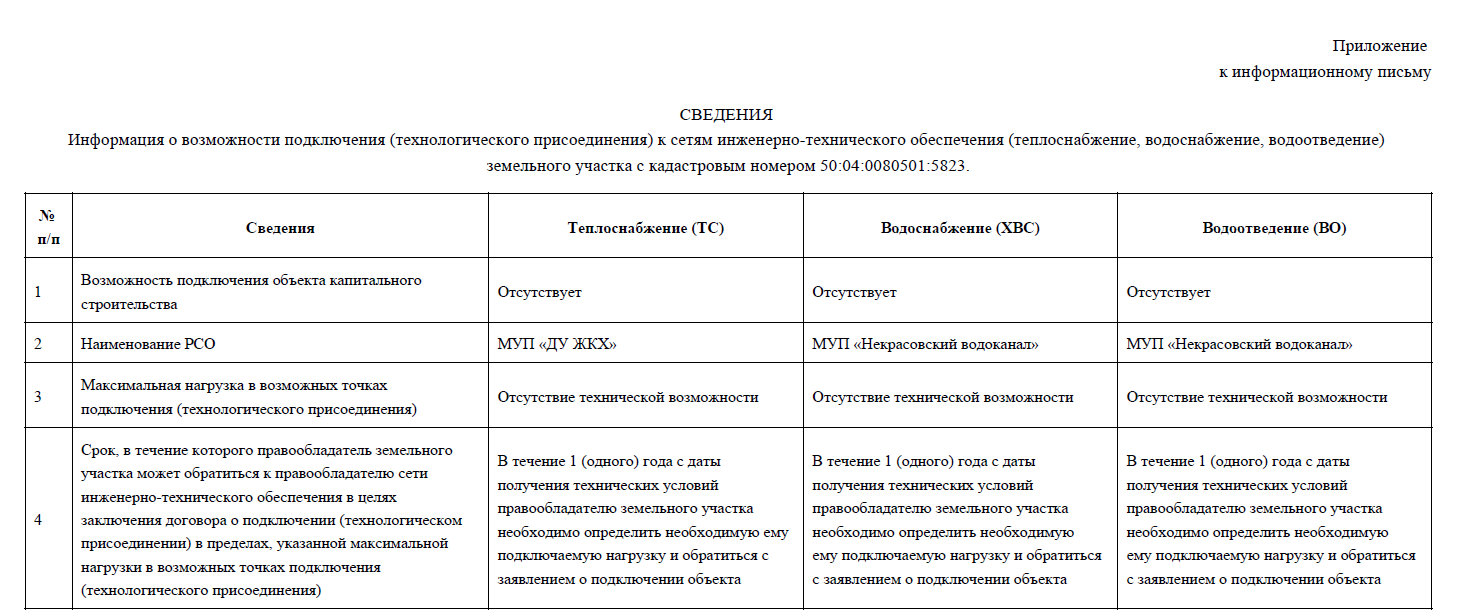 Приложение
к информационному письму
СВЕДЕНИЯ
Информация о возможности подключения (технологического присоединения) к сетям инженерно-технического обеспечения (теплоснабжение, водоснабжение, водоотведение)
земельного участка с кадастровым номером 50:04:0080501:5823.
№
п/п
Сведения
Теплоснабжение (ТС)
Водоснабжение (ХВС)
Водоотведение (ВО)
1
Возможность подключения объекта капитального
строительства
Отсутствует
Отсутствует
Отсутствует
2
Наименование РСО
МУП «ДУ ЖКХ»
МУП «Некрасовский водоканал»
МУП «Некрасовский водоканал»
3
Максимальная нагрузка в возможных точках
подключения (технологического присоединения)
Отсутствие технической возможности
Отсутствие технической возможности
Отсутствие технической возможности
4
Срок, в течение которого правообладатель земельного
участка может обратиться к правообладателю сети
инженерно-технического обеспечения в целях
заключения договора о подключении (технологическом
присоединении) в пределах, указанной максимальной
нагрузки в возможных точках подключения
(технологического присоединения)
В течение 1 (одного) года с даты
получения технических условий
правообладателю земельного участка
необходимо определить необходимую ему
подключаемую нагрузку и обратиться с
заявлением о подключении объекта
В течение 1 (одного) года с даты
получения технических условий
правообладателю земельного участка
необходимо определить необходимую
ему подключаемую нагрузку и обратиться
с заявлением о подключении объекта
В течение 1 (одного) года с даты
получения технических условий
правообладателю земельного участка
необходимо определить необходимую
ему подключаемую нагрузку и обратиться
с заявлением о подключении объекта